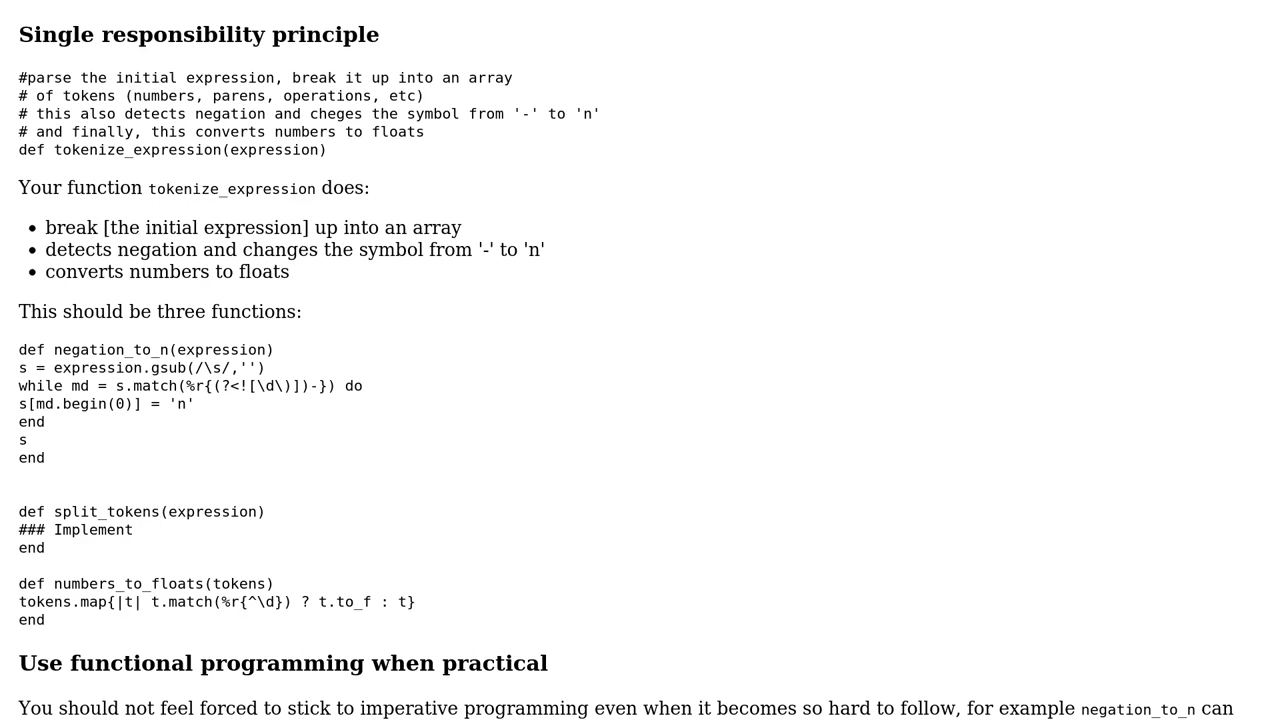 Single responsibility principle
#parse the initial expression, break it up into an array
# of tokens (numbers, parens, operations, etc)
# this also detects negation and cheges the symbol from '-' to 'n'
# and finally, this converts numbers to floats
def tokenize_expression(expression)
Your function tokenize_expression does:
• break [the initial expression] up into an array
• detects negation and changes the symbol from '-' to 'n'
• converts numbers to floats
This should be three functions:
def negation_to_n(expression)
s = expression.gsub(/\s/,'')
while md = s.match(%r{(?<![\d\)])-}) do
s[md.begin(0)] = 'n'
end
s
end
def split_tokens(expression)
### Implement
end
def numbers_to_floats(tokens)
tokens.map{|t| t.match(%r{^\d}) ? t.to_f : t}
end
Use functional programming when practical
You should not feel forced to stick to imperative programming even when it becomes so hard to follow, for example negation_to_n can